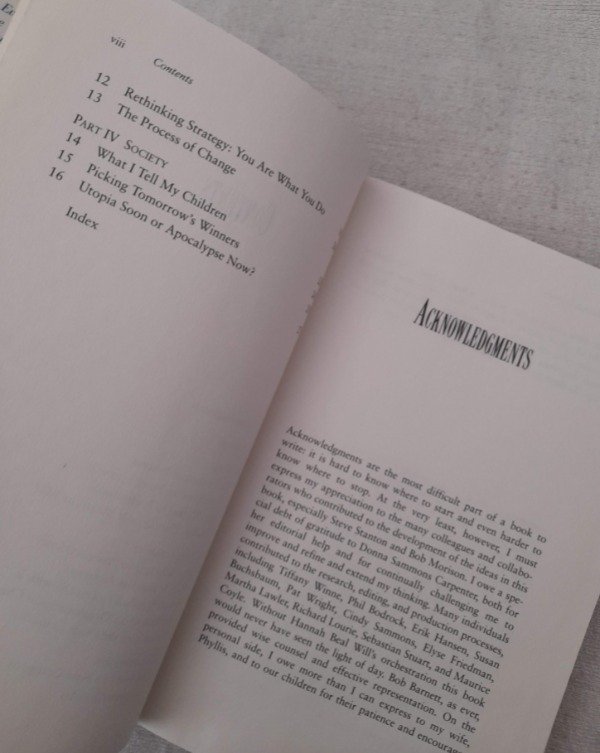 viii
Contents
12 Rethinking Strategy: You Are What You Do
13 The Process of Change
PART IV SOCIETY
14 What I Tell My Children
15 Picking Tomorrow's Winners
16 Utopia Soon or Apocalypse Now?
Index
ACKNOWLEDGMENTS
Acknowledgments are the most difficult part of a book to
write: it is hard to know where to start and even harder to
know where to stop. At the very least, however, I must
express my appreciation to the many colleagues and collabo-
rators who contributed to the development of the ideas in this
book, especially Steve Stanton and Bob Morison. I owe a spe-
cial debt of gratitude to Donna Sammons Carpenter, both for
her editorial help and for continually challenging me to
improve and refine and extend my thinking. Many individuals
contributed to the research, editing, and production processes,
including Tiffany Winne, Phil Bodrock, Erik Hansen, Susan
Buchsbaum, Pat Wright, Cindy Sammons, Elyse Friedman,
Martha Lawler, Richard Lourie, Sebastian Stuart, and Maurice
Coyle. Without Hannah Beal Will's orchestration this book
would never have seen the light of day. Bob Barnett, as ever,
provided wise counsel and effective representation. On the
personal side, I owe more than I can express to my wife,
Phyllis, and to our children for their patience and encourage-